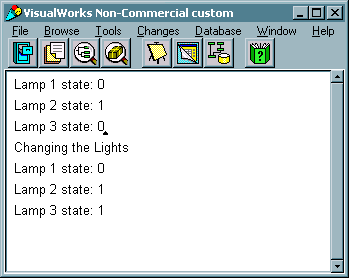 VisualWorks Non-Commercial custom
File Browse Tools Changes Database Window Help
Lamp 1 state: 0
Lamp 2 state: 1
Lamp 3 state: 0
Changing the Lights
Lamp 1 state: 0
Lamp 2 state: 1
Lamp 3 state: 1